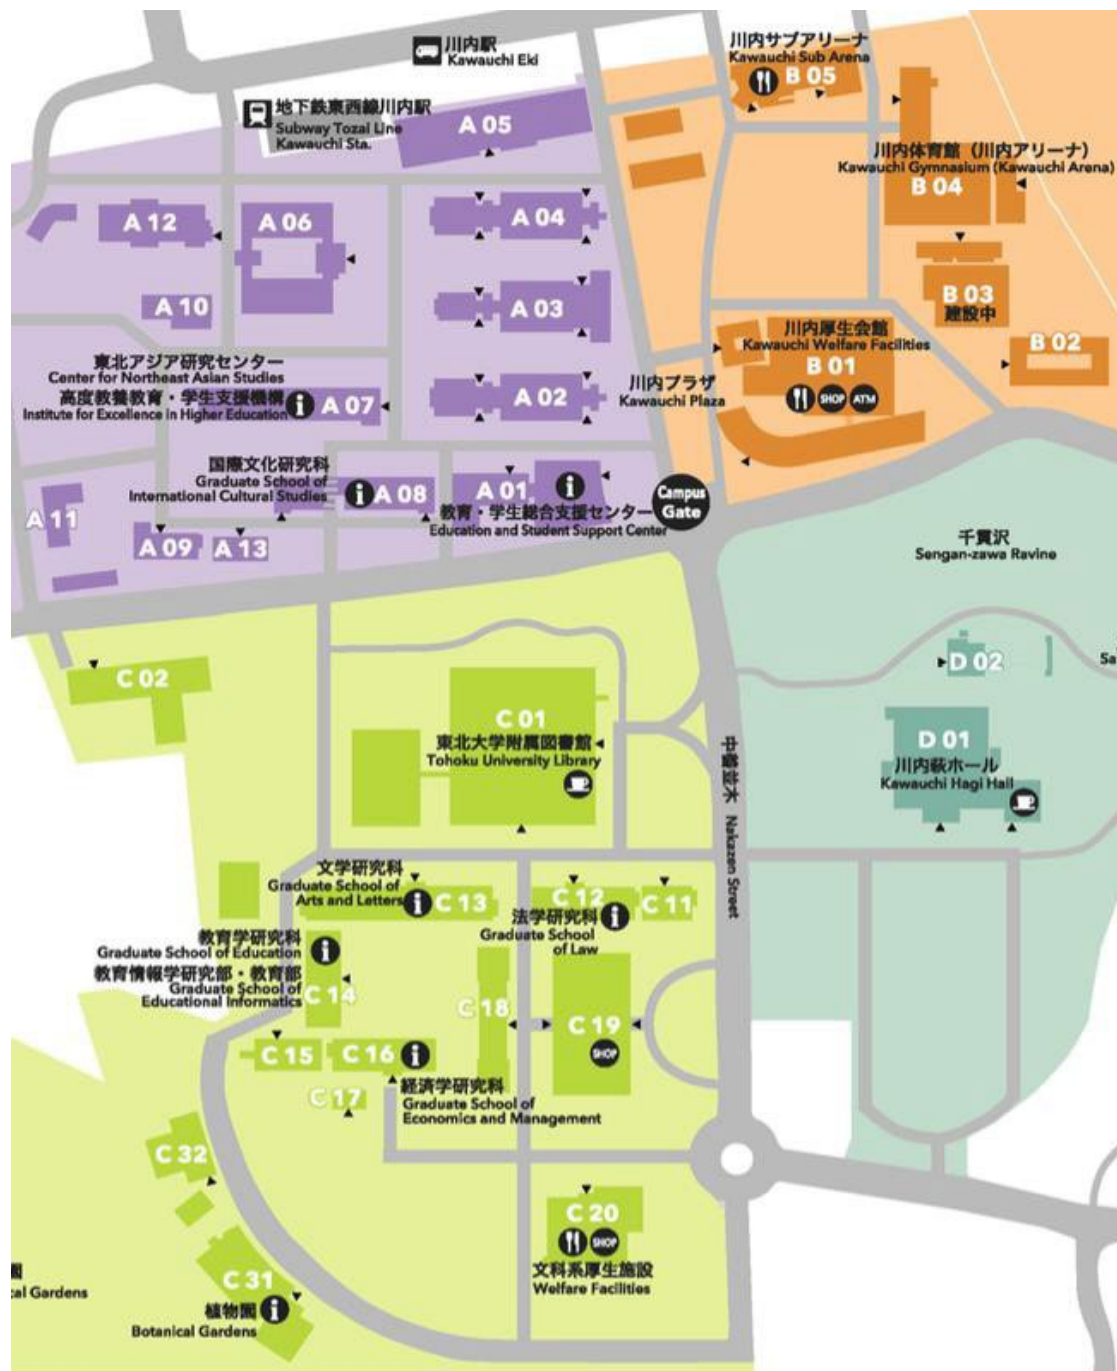 川内駅
Kawauchi Eki
地下鉄東西線川内駅
Subway Tozai Line
Kawauchi Sta.
A 05
川内サブアリーナ
Kawauchi Sub Arena
B 05
川内体育館（川内アリーナ）
Kawauchi Gymnasium (Kawauchi Arena)
B 04
A 12
A 06
A 04
A 10
A 03
B 03
建設中
B 02
川内厚生会館
Kawauchi Welfare Facilities
B 01
SHOP
ATM
東北アジア研究センター
Center for Northeast Asian Studies
高度教養教育・学生支援機構
Institute for Excellence in Higher Education
A 07
A 02
川内プラザ
Kawauchi Plaza
国際文化研究科
Graduate School of
International Cultural Studies
A 08
A 01
教育・学生総合支援センター
Education and Student Support Center
Campus
Gate
A 11
A 09
A 13
千貫沢
Sengan-zawa Ravine
C 02
D 02
Sa
C 01
東北大学附属図書館
Tohoku University Library
D 01
川内萩ホール
Kawauchi Hagi Hall
中善並木 Nakazen Street
文学研究科
Graduate School of
Arts and Letters
C 13
C 12
C 11
法学研究科
Graduate School
of Law
教育学研究科
Graduate School of Education
教育情報学研究部・教育部
Graduate School of
Educational Informatics
C 14
C 18
C 19
SHOP
C 15
C 16
経済学研究科
Graduate School of
Economics and Management
C 17
C 32
C 20
SHOP
文科系厚生施設
Welfare Facilities
C 31
植物園
Botanical Gardens
園
cal Gardens